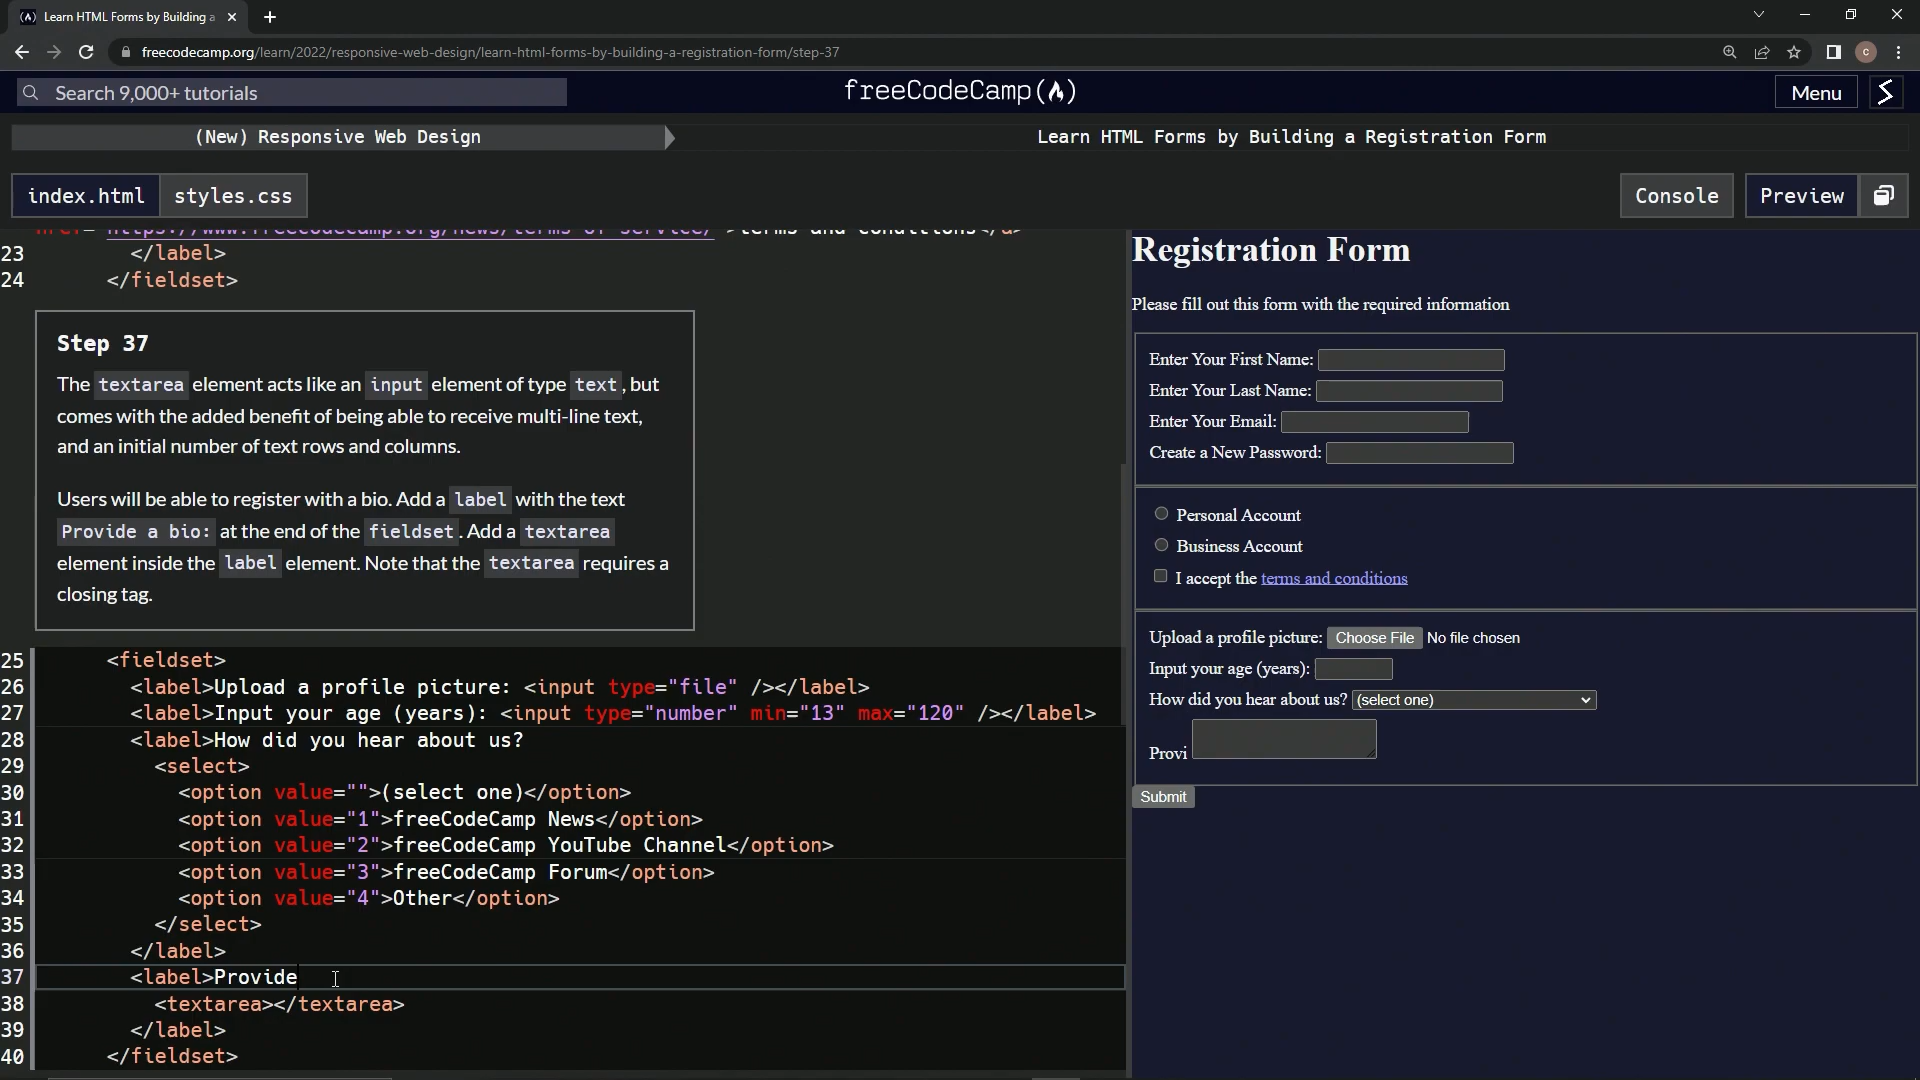 Learn HTML Forms by Building a
freecodecamp.org/learn/2022/responsive-web-design/learn-html-forms-by-building-a-registration-form/step-37
c
Search 9,000+ tutorials
freeCodeCamp
Menu
(New) Responsive Web Design
Learn HTML Forms by Building a Registration Form
index.html
styles.css
Console
Preview
23 </label>
24 </fieldset>
Step 37
The textarea element acts like an input element of type text, but
comes with the added benefit of being able to receive multi-line text,
and an initial number of text rows and columns.
Users will be able to register with a bio. Add a label with the text
Provide a bio: at the end of the fieldset. Add a textarea
element inside the label element. Note that the textarea requires a
closing tag.
25 <fieldset>
26 <label>Upload a profile picture: <input type="file" /></label>
27 <label>Input your age (years): <input type="number" min="13" max="120" /></label>
28 <label>How did you hear about us?
29 <select>
30 <option value="">(select one)</option>
31 <option value="1">freeCodeCamp News</option>
32 <option value="2">freeCodeCamp YouTube Channel</option>
33 <option value="3">freeCodeCamp Forum</option>
34 <option value="4">Other</option>
35 </select>
36 </label>
37 <label>Provide
38 <textarea></textarea>
39 </label>
40 </fieldset>
Registration Form
Please fill out this form with the required information
Enter Your First Name:
Enter Your Last Name:
Enter Your Email:
Create a New Password:
Personal Account
Business Account
I accept the terms and conditions
Upload a profile picture: Choose File No file chosen
Input your age (years):
How did you hear about us? (select one)
Provi
Submit